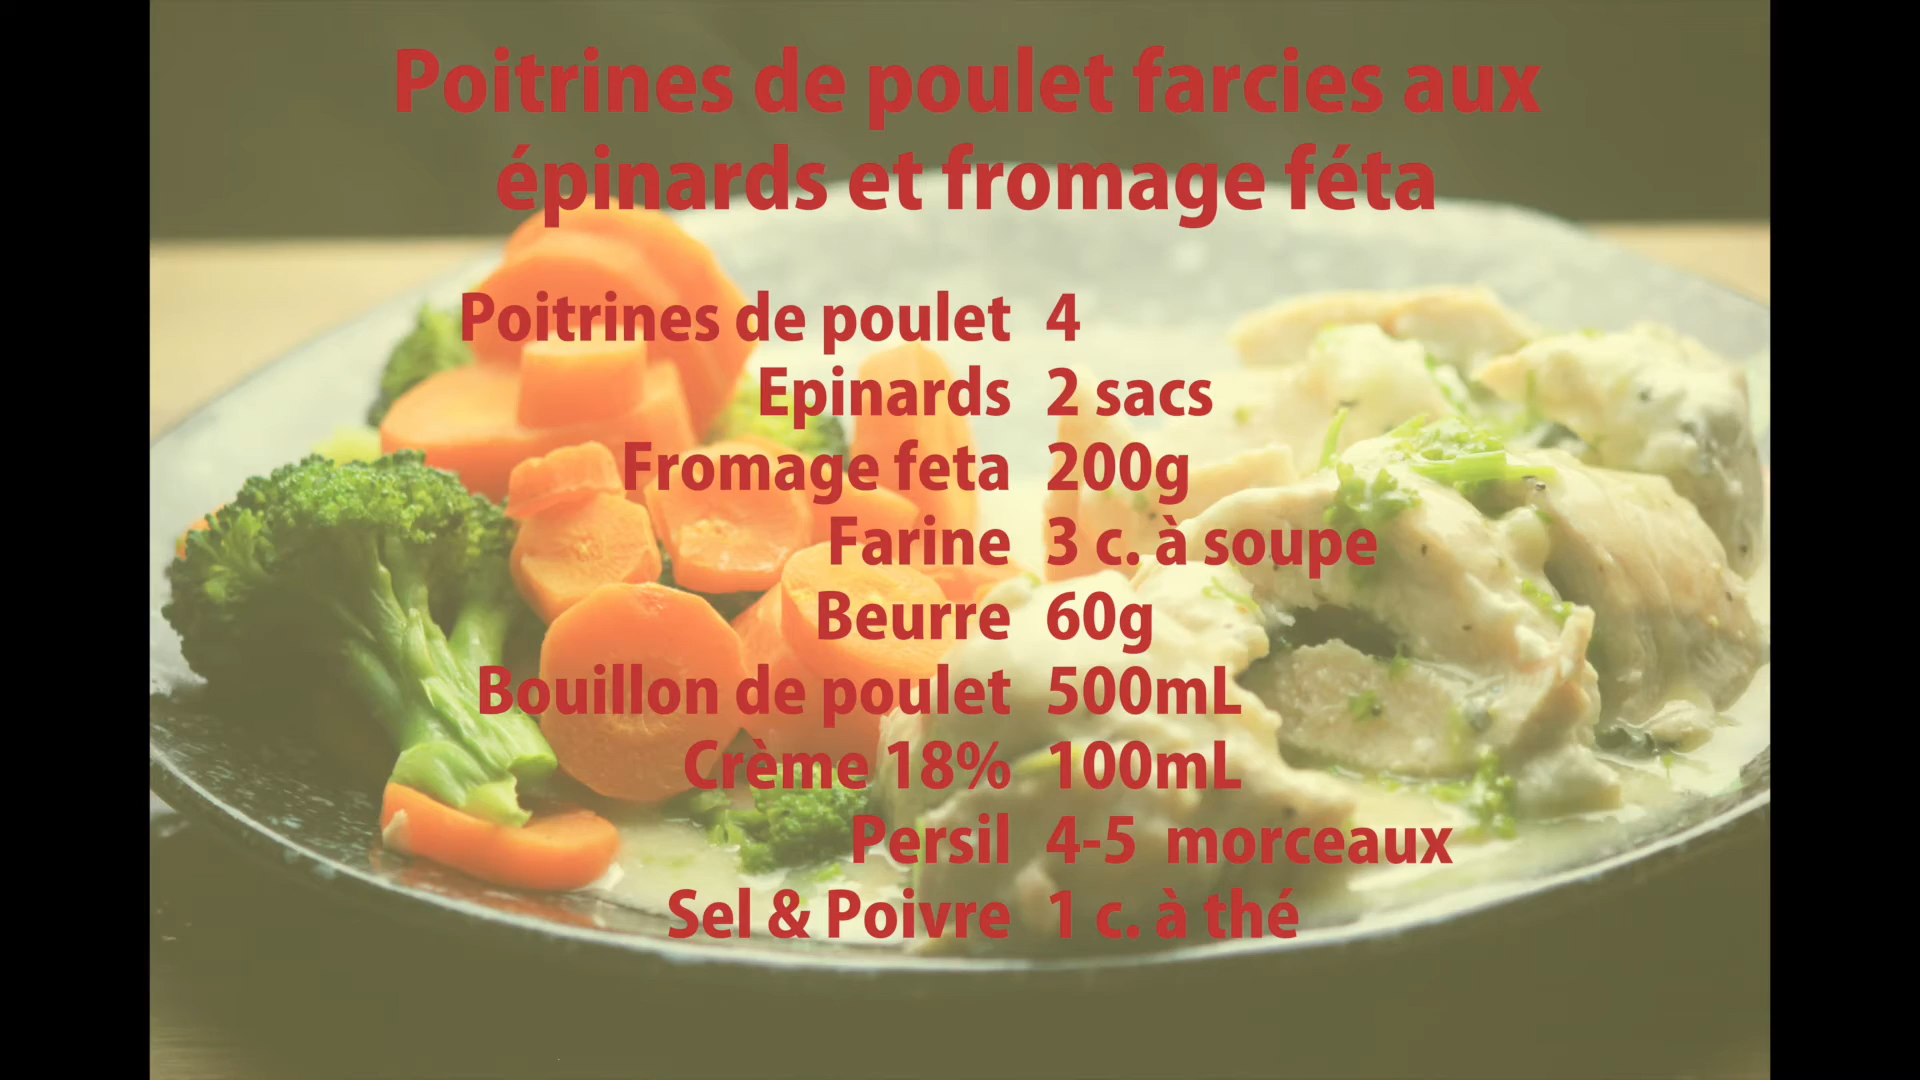 Poitrines de poulet farcies aux
épinards et fromage féta
Poitrines de poulet 4
Epinards 2 sacs
Fromage feta 200g
Farine 3 c. à soupe
Beurre 60g
Bouillon de poulet 500mL
Crème 18% 100mL
Persil 4-5 morceaux
Sel & Poivre 1 c. à thé